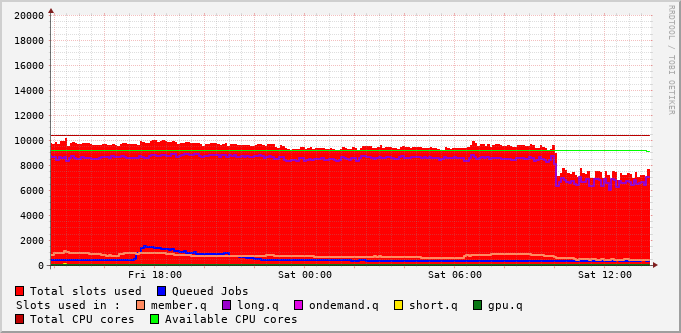 20000
18000
16000
14000
12000
10000
8000
6000
4000
2000
0
Fri 18:00 Sat 00:00 Sat 06:00 Sat 12:00
RRDTOOL / TOBI OETIKER
Total slots used Queued Jobs
Slots used in : member.q long.q ondemand.q short.q gpu.q
Total CPU cores Available CPU cores